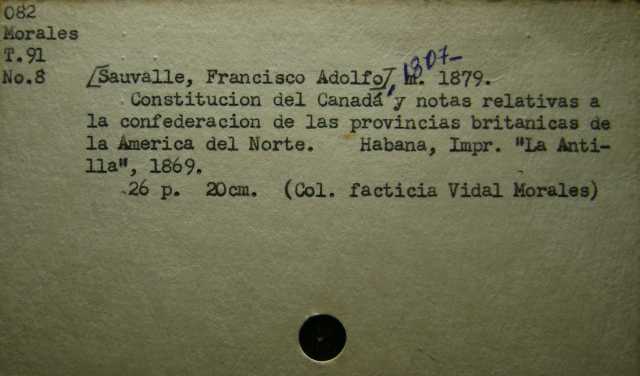 082
Morales
T.91
No.8 [Sauvalle, Francisco Adolfo], 1807- m. 1879.
Constitucion del Canadá y notas relativas a
la confederacion de las provincias britanicas de
la America del Norte. Habana, Impr. "La Anti-
lla", 1869.
26 p. 20cm. (Col. facticia Vidal Morales)